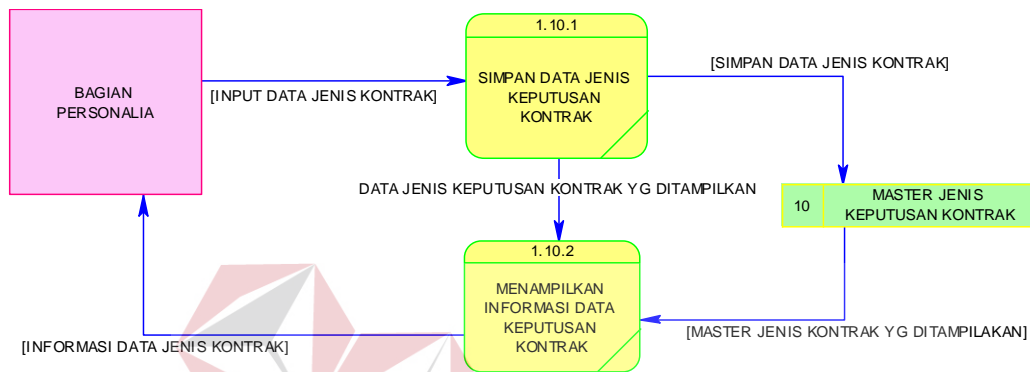 1.10.1
SIMPAN DATA JENIS
KEPUTUSAN
KONTRAK
[SIMPAN DATA JENIS KONTRAK]
BAGIAN
PERSONALIA
[INPUT DATA JENIS KONTRAK]
DATA JENIS KEPUTUSAN KONTRAK YG DITAMPILKAN
10
MASTER JENIS
KEPUTUSAN KONTRAK
1.10.2
MENAMPILKAN
INFORMASI DATA
KEPUTUSAN
KONTRAK
[MASTER JENIS KONTRAK YG DITAMPILAKAN]
[INFORMASI DATA JENIS KONTRAK]